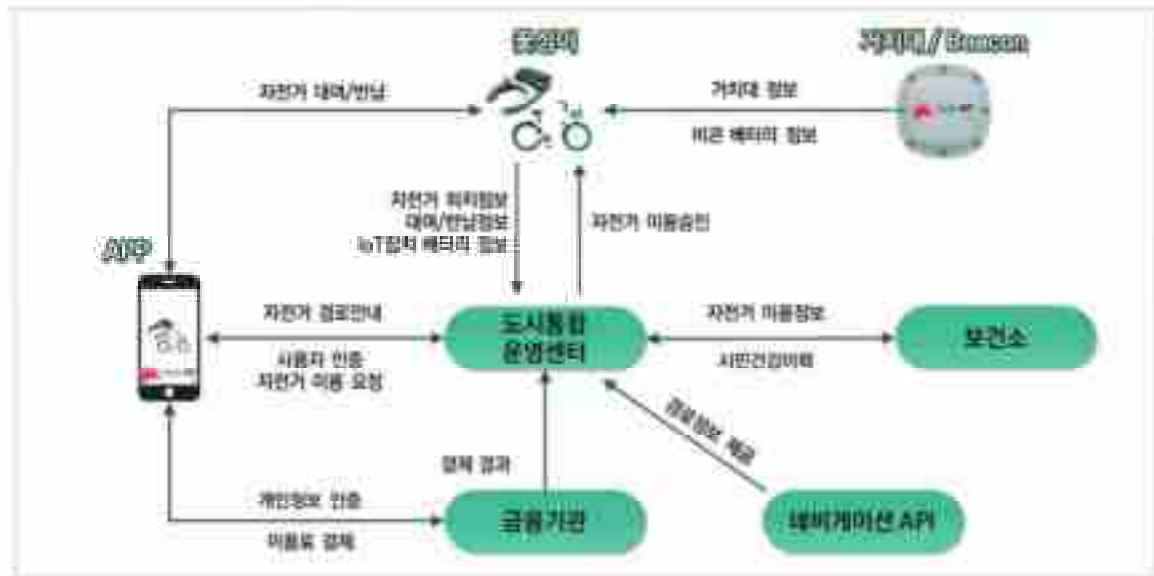 거치대 / Beacon
자전거 대여/반납
거치대 정보
비콘 배터리 정보
자전거 위치정보
대여/반납정보
IoT장치 배터리 정보
자전거 이용승인
APP
자전거 경로안내
사용자 인증
자전거 이용 요청
도시통합
운영센터
자전거 이용정보
시민건강이력
보건소
경로정보 제공
결제 결과
개인정보 인증
이용료 결제
금융기관
네비게이션 API